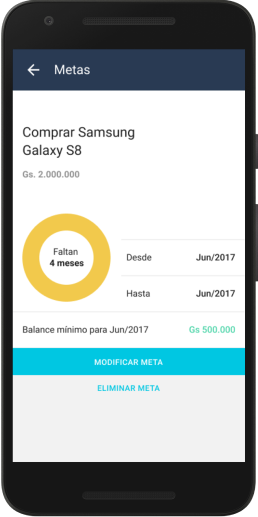 Metas
Comprar Samsung
Galaxy S8
Gs. 2.000.000
Faltan
4 meses
Desde Jun/2017
Hasta Jun/2017
Balance mínimo para Jun/2017 Gs 500.000
MODIFICAR META
ELIMINAR META